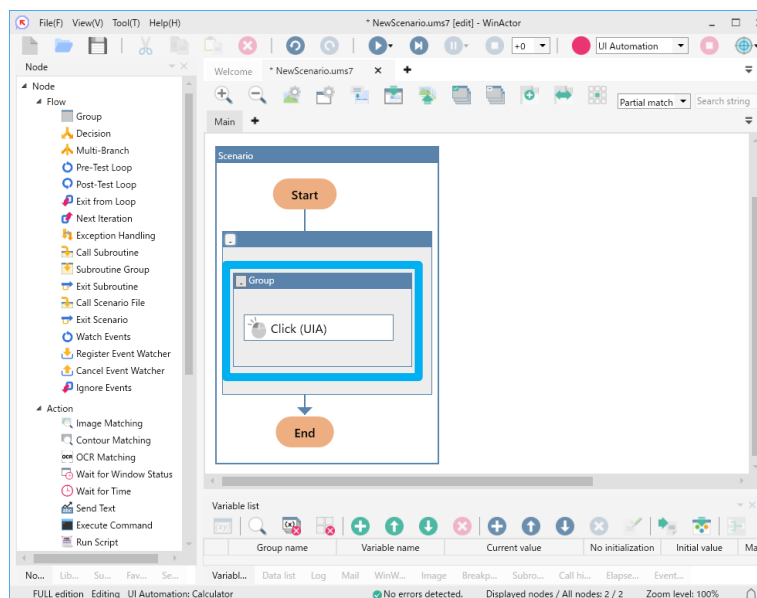 File(F) View(V) Tool(T) Help(H)
* NewScenario.ums7 [edit] - WinActor
+0
UI Automation
Node
Welcome * NewScenario.ums7
Node
Flow
Group
Decision
Multi-Branch
Pre-Test Loop
Post-Test Loop
Exit from Loop
Next Iteration
Exception Handling
Call Subroutine
Subroutine Group
Exit Subroutine
Call Scenario File
Exit Scenario
Watch Events
Register Event Watcher
Cancel Event Watcher
Ignore Events
Action
Image Matching
Contour Matching
OCR Matching
Wait for Window Status
Wait for Time
Send Text
Execute Command
Run Script
No... Lib... Su... Fav... Se...
Partial match Search string
Main
Scenario
Start
Group
Click (UIA)
End
Variable list
Group name Variable name Current value No initialization Initial value Ma
Variabl... Data list Log Mail WinW... Image Breakp... Subro... Call hi... Elapse... Event...
FULL edition Editing UI Automation: Calculator No errors detected. Displayed nodes / All nodes: 2 / 2 Zoom level: 100%